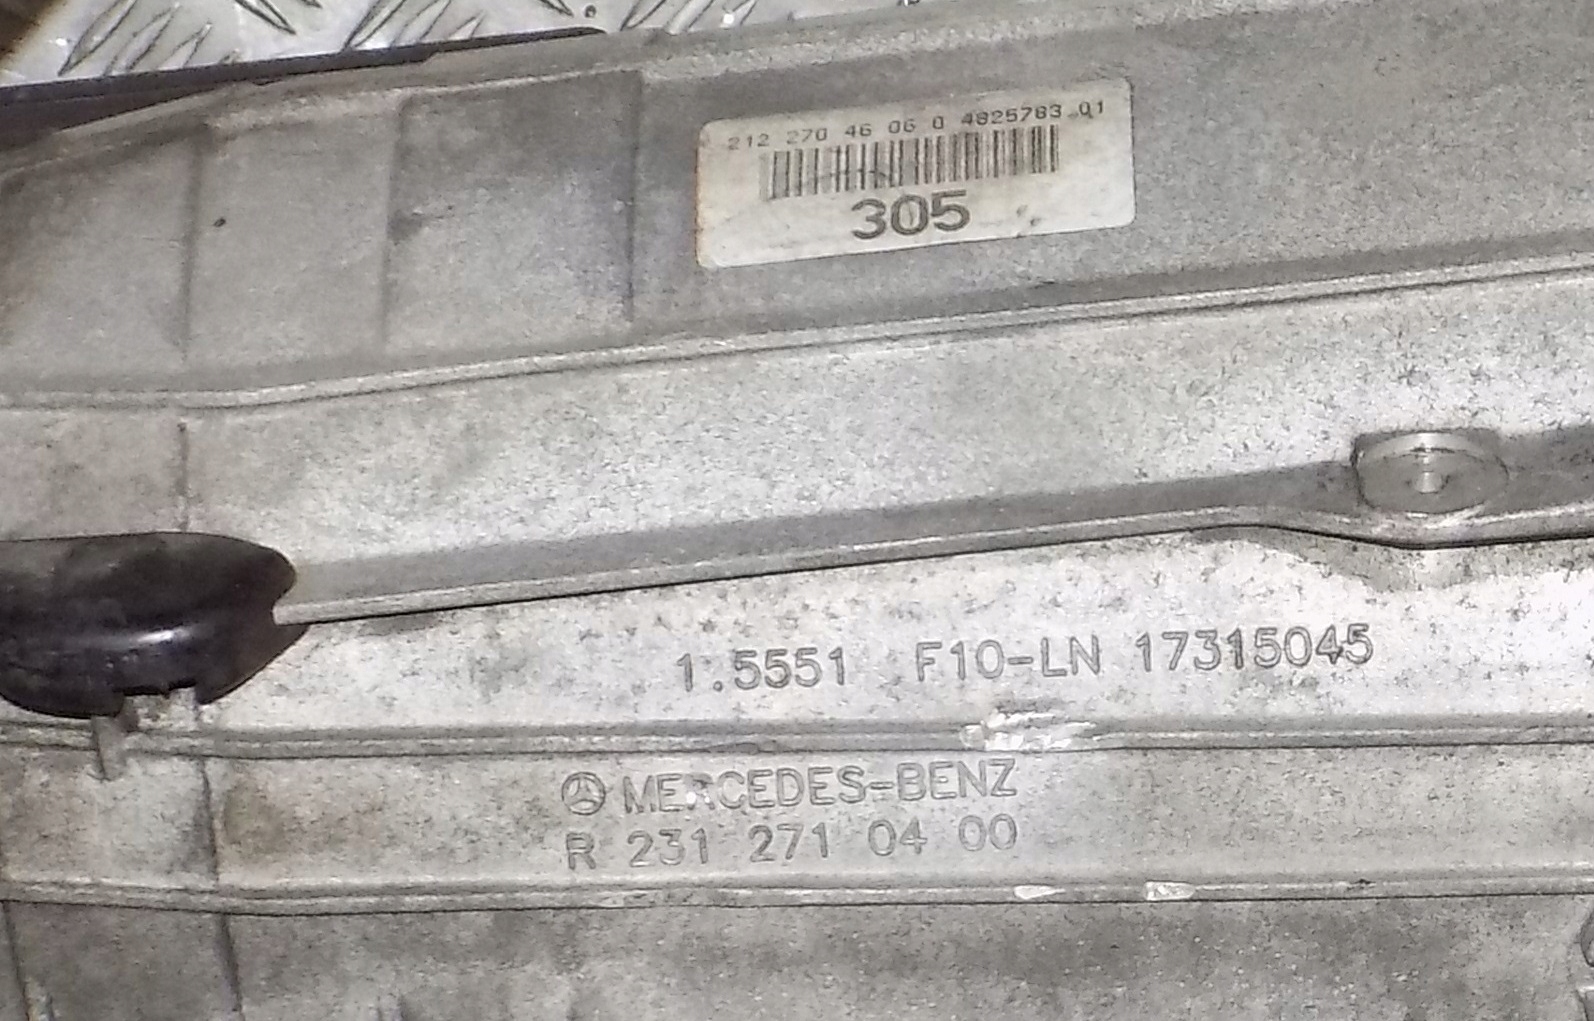 212 270 46 06 0 4825783 01
305
1.5551 F10-LN 17315045
MERCEDES-BENZ
R 231 271 04 00